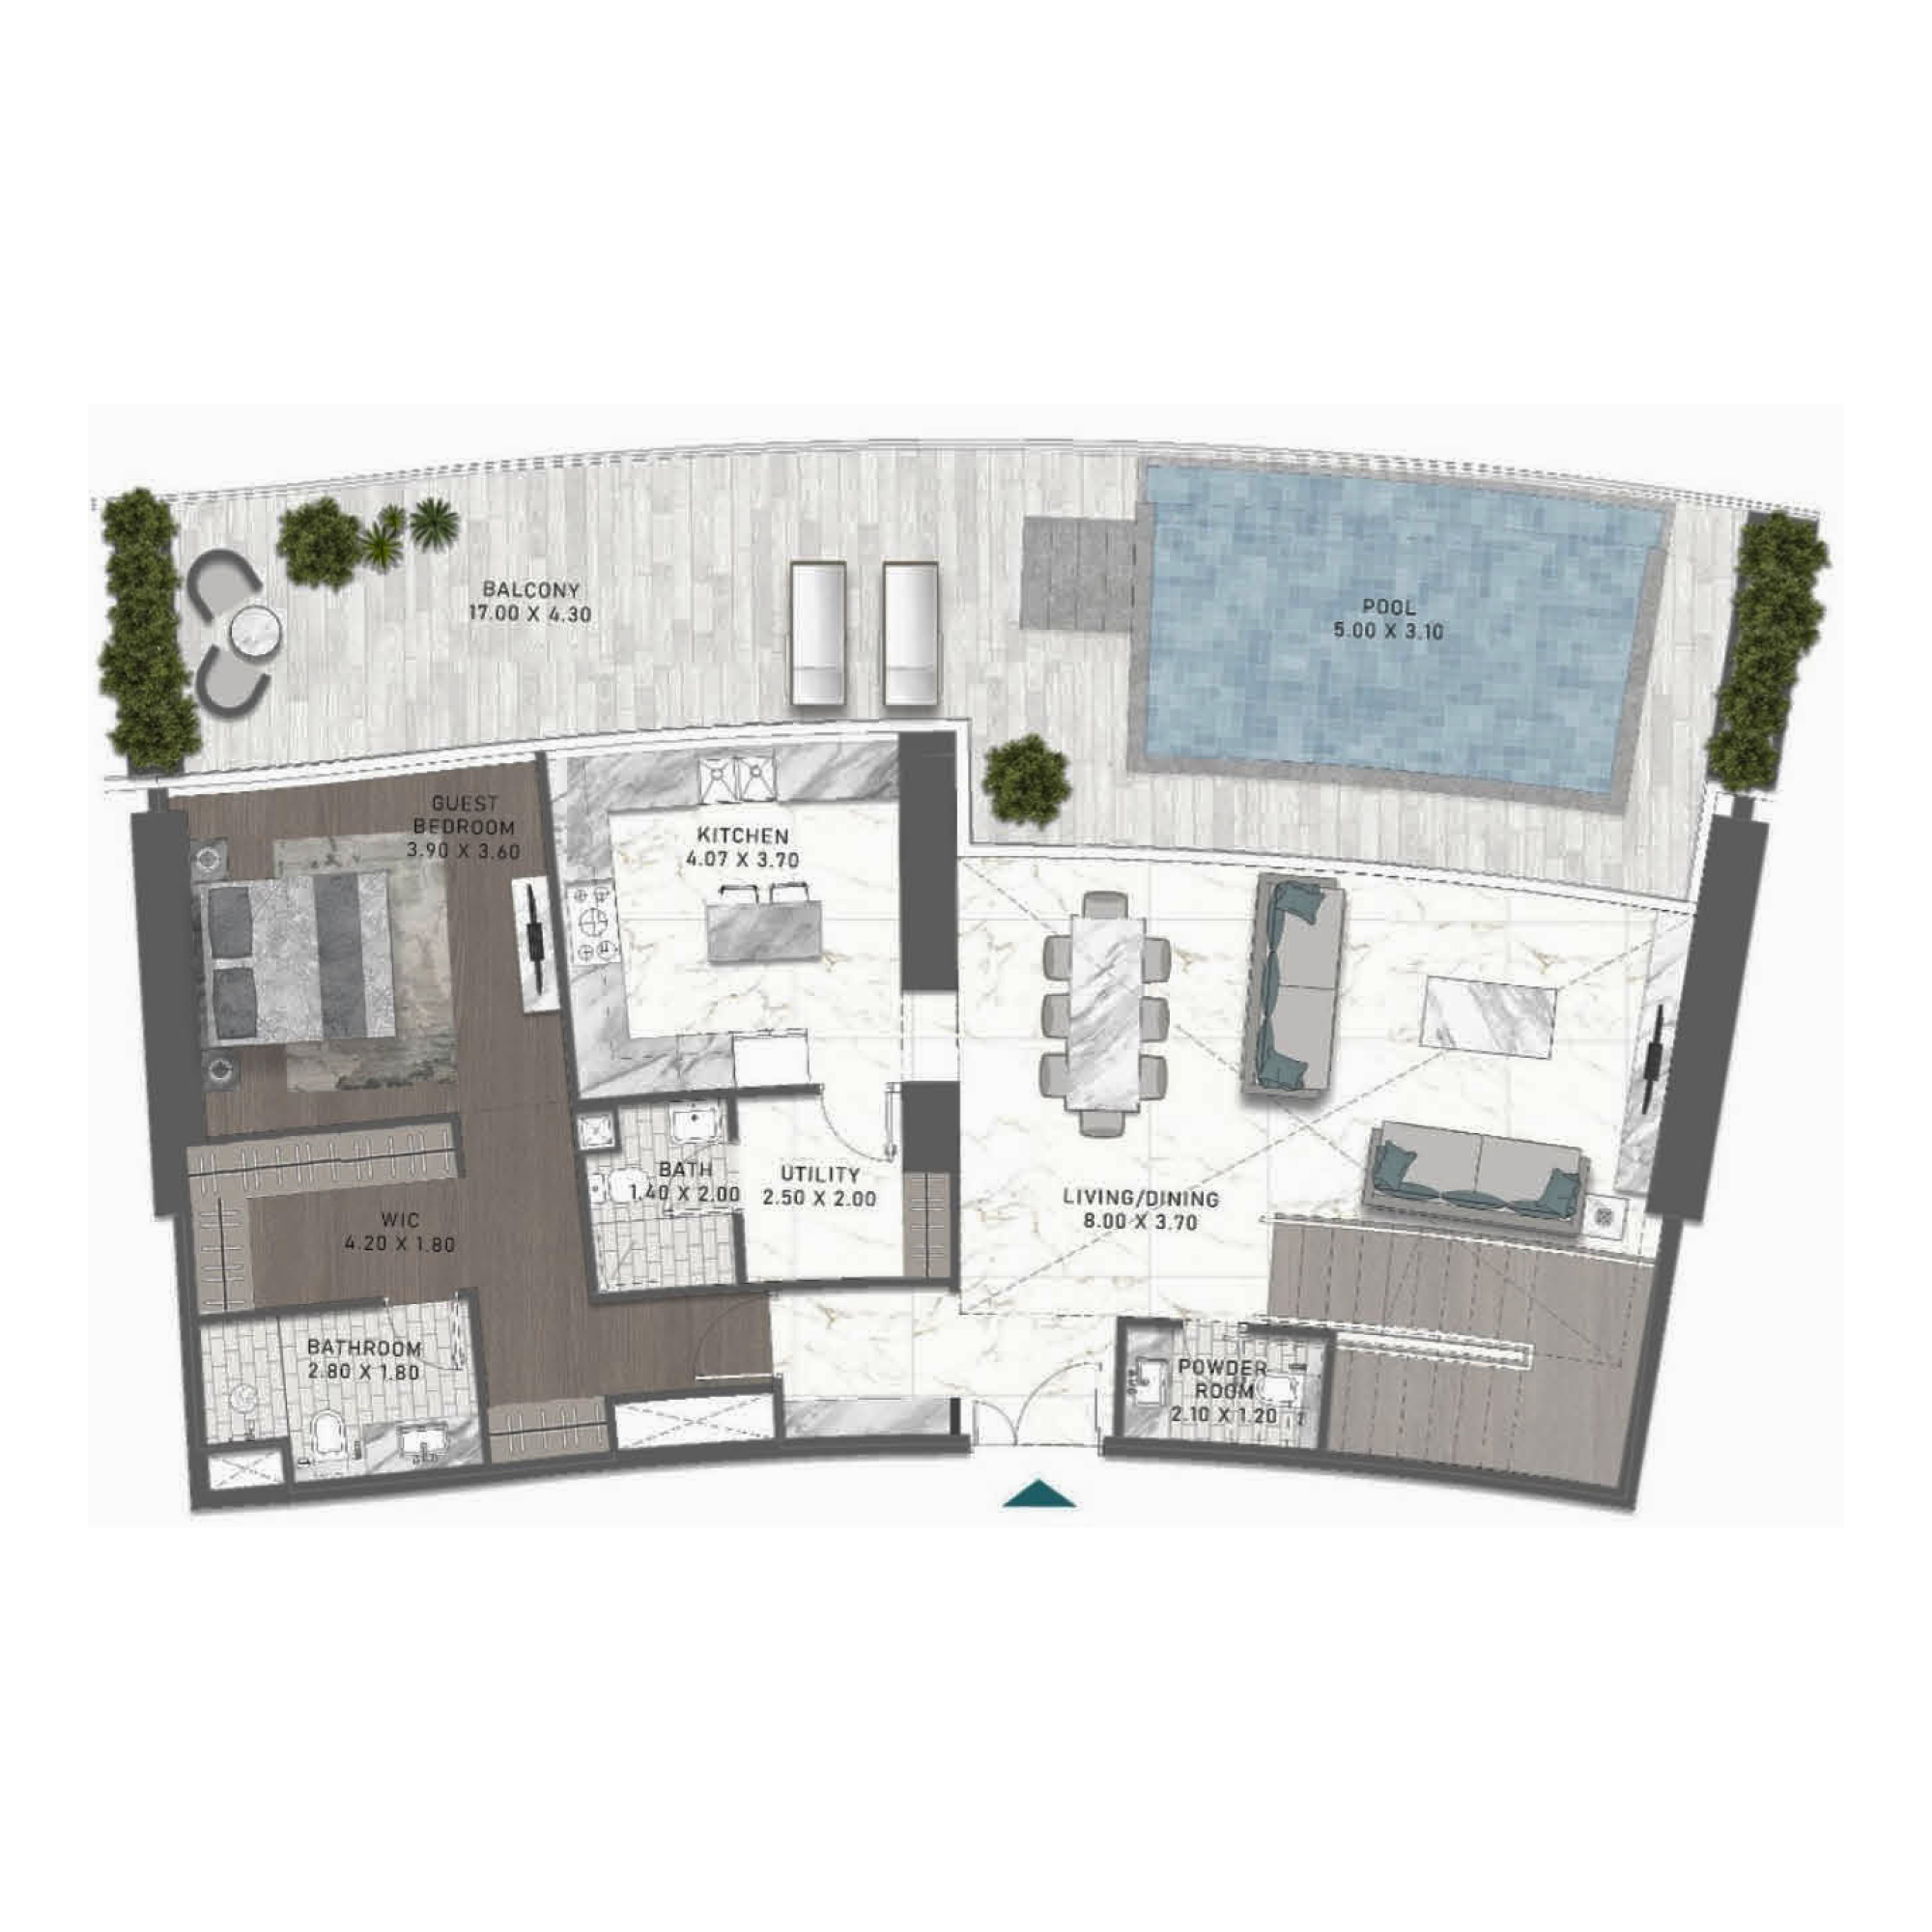 BALCONY
17.00 X 4.30
POOL
5.00 X 3.10
GUEST
BEDROOM
3.90 X 3.60
KITCHEN
4.07 X 3.70
BATH
1.40 X 2.00
UTILITY
2.50 X 2.00
LIVING/DINING
8.00 X 3.70
WIC
4.20 X 1.80
BATHROOM
2.80 X 1.80
POWDER
ROOM
2.10 X 1.20